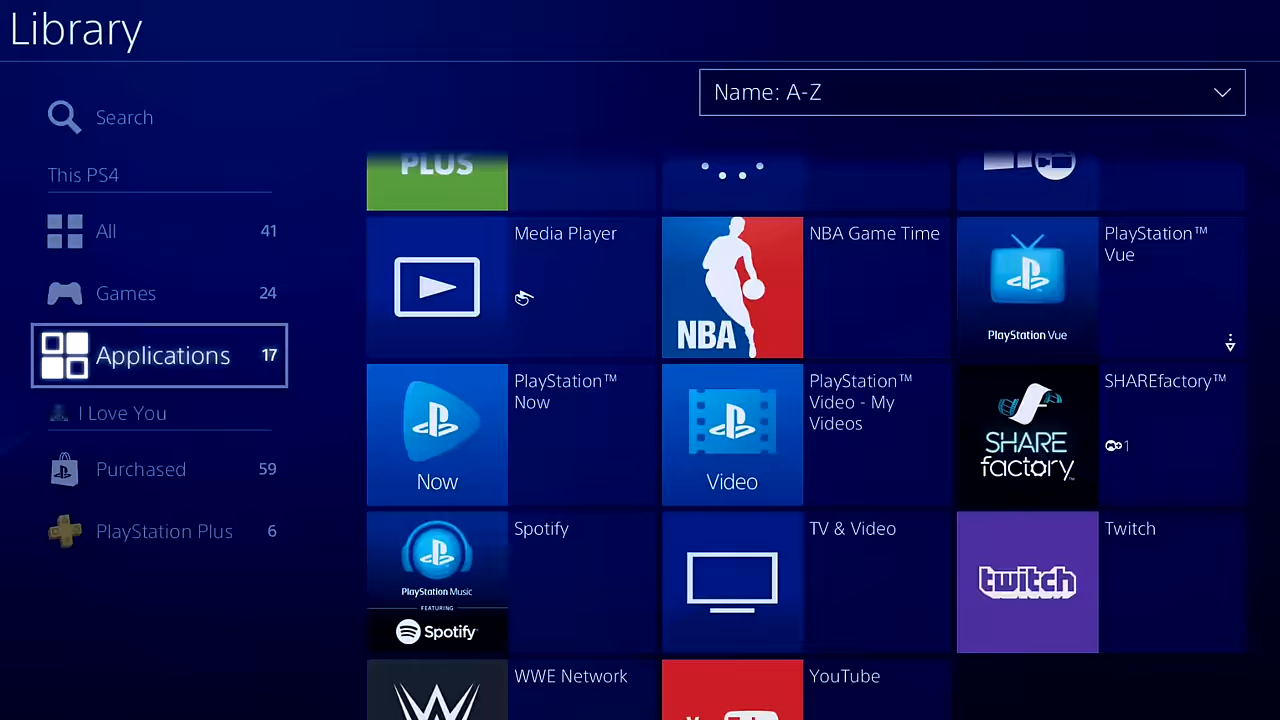 Library
Search
Name: A-Z
This PS4
All 41
Games 24
Applications 17
I Love You
Purchased 59
PlayStation Plus 6
PLUS
Media Player
NBA
NBA Game Time
PlayStation Vue
PlayStation™
Vue
Now
PlayStation™
Now
Video
PlayStation™
Video - My
Videos
SHARE
factory™
SHAREfactory™
1
PlayStation Music
FEATURING
Spotify
Spotify
TV & Video
twitch
Twitch
W
WWE Network
YouTube
YouTube